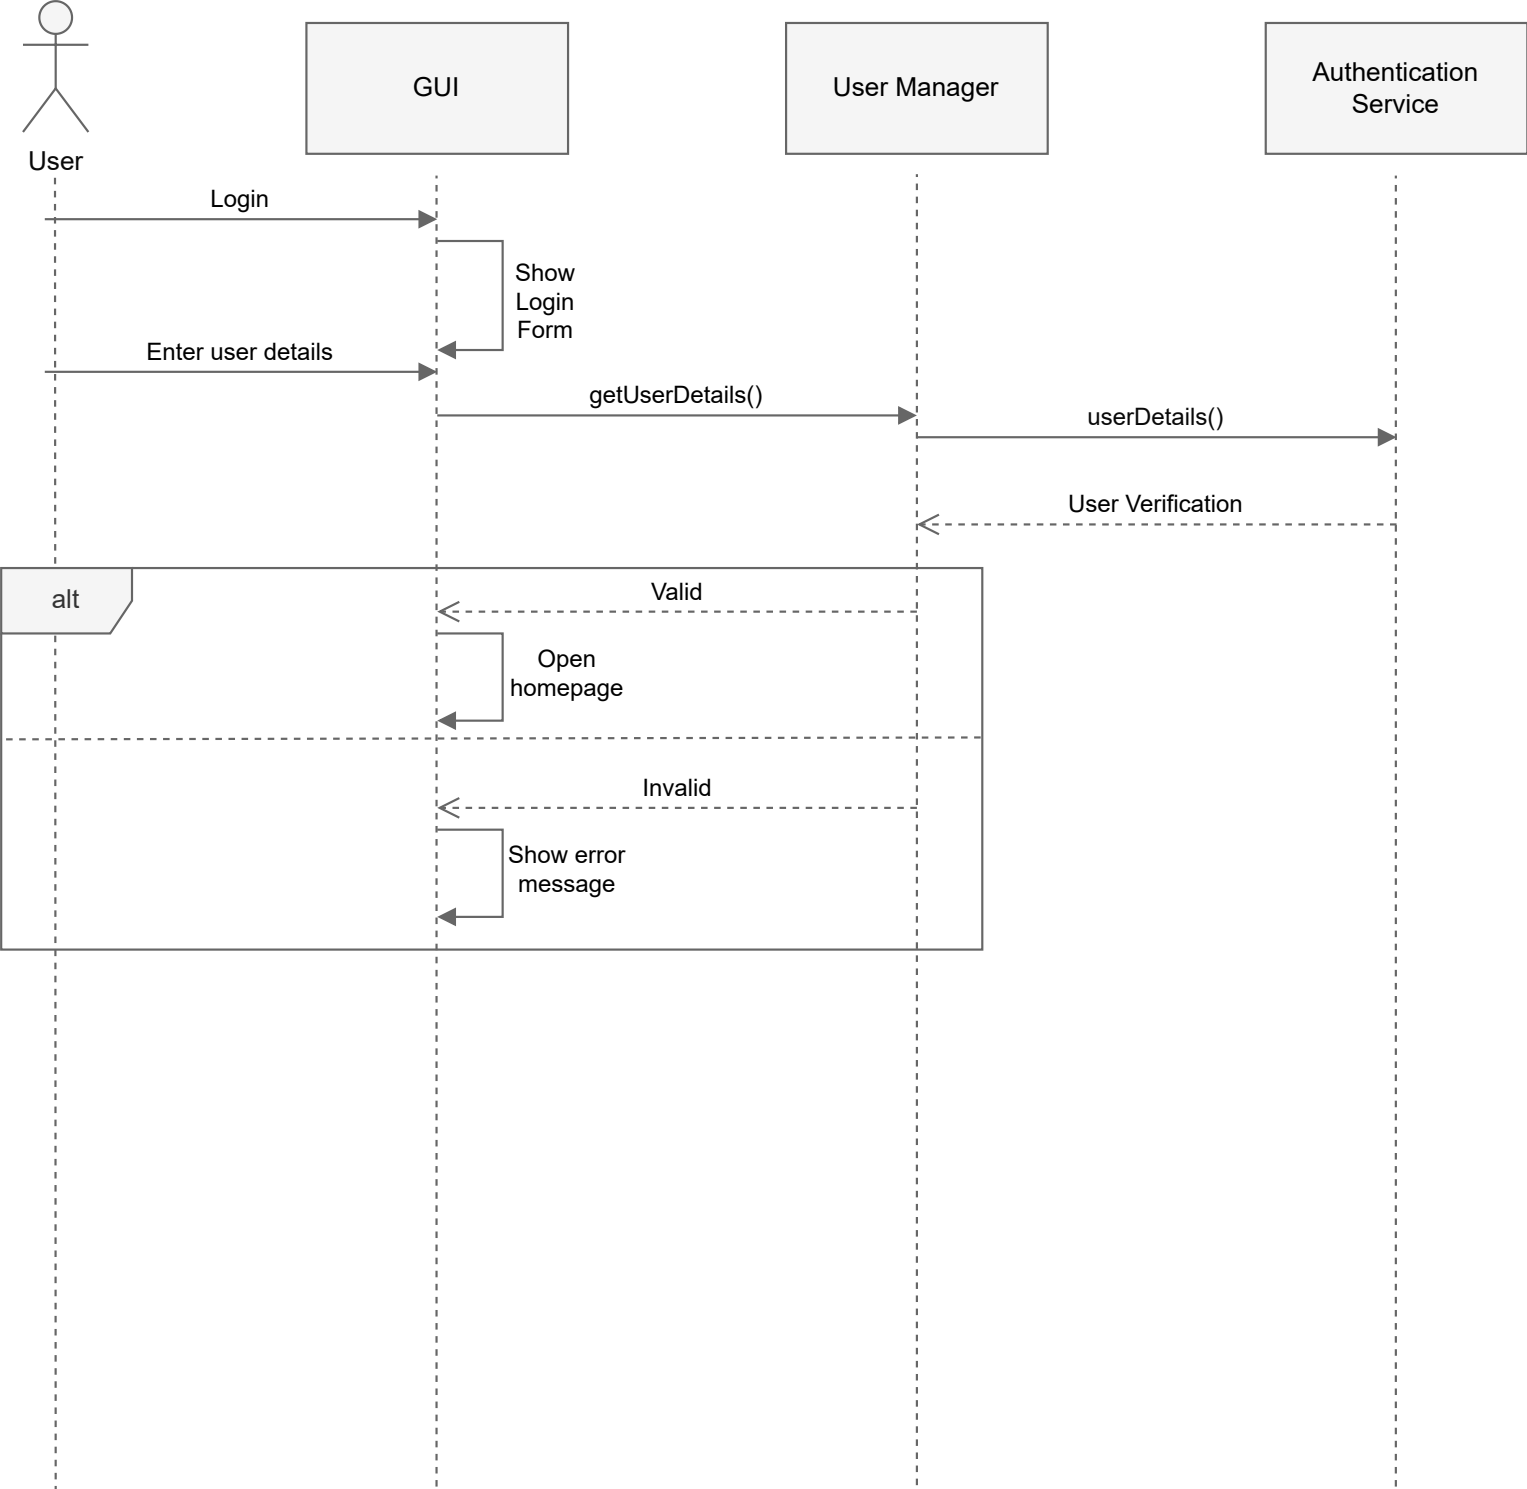 User
GUI
User Manager
Authentication
Service
Login
Show
Login
Form
Enter user details
getUserDetails()
userDetails()
User Verification
alt
Valid
Open
homepage
Invalid
Show error
message